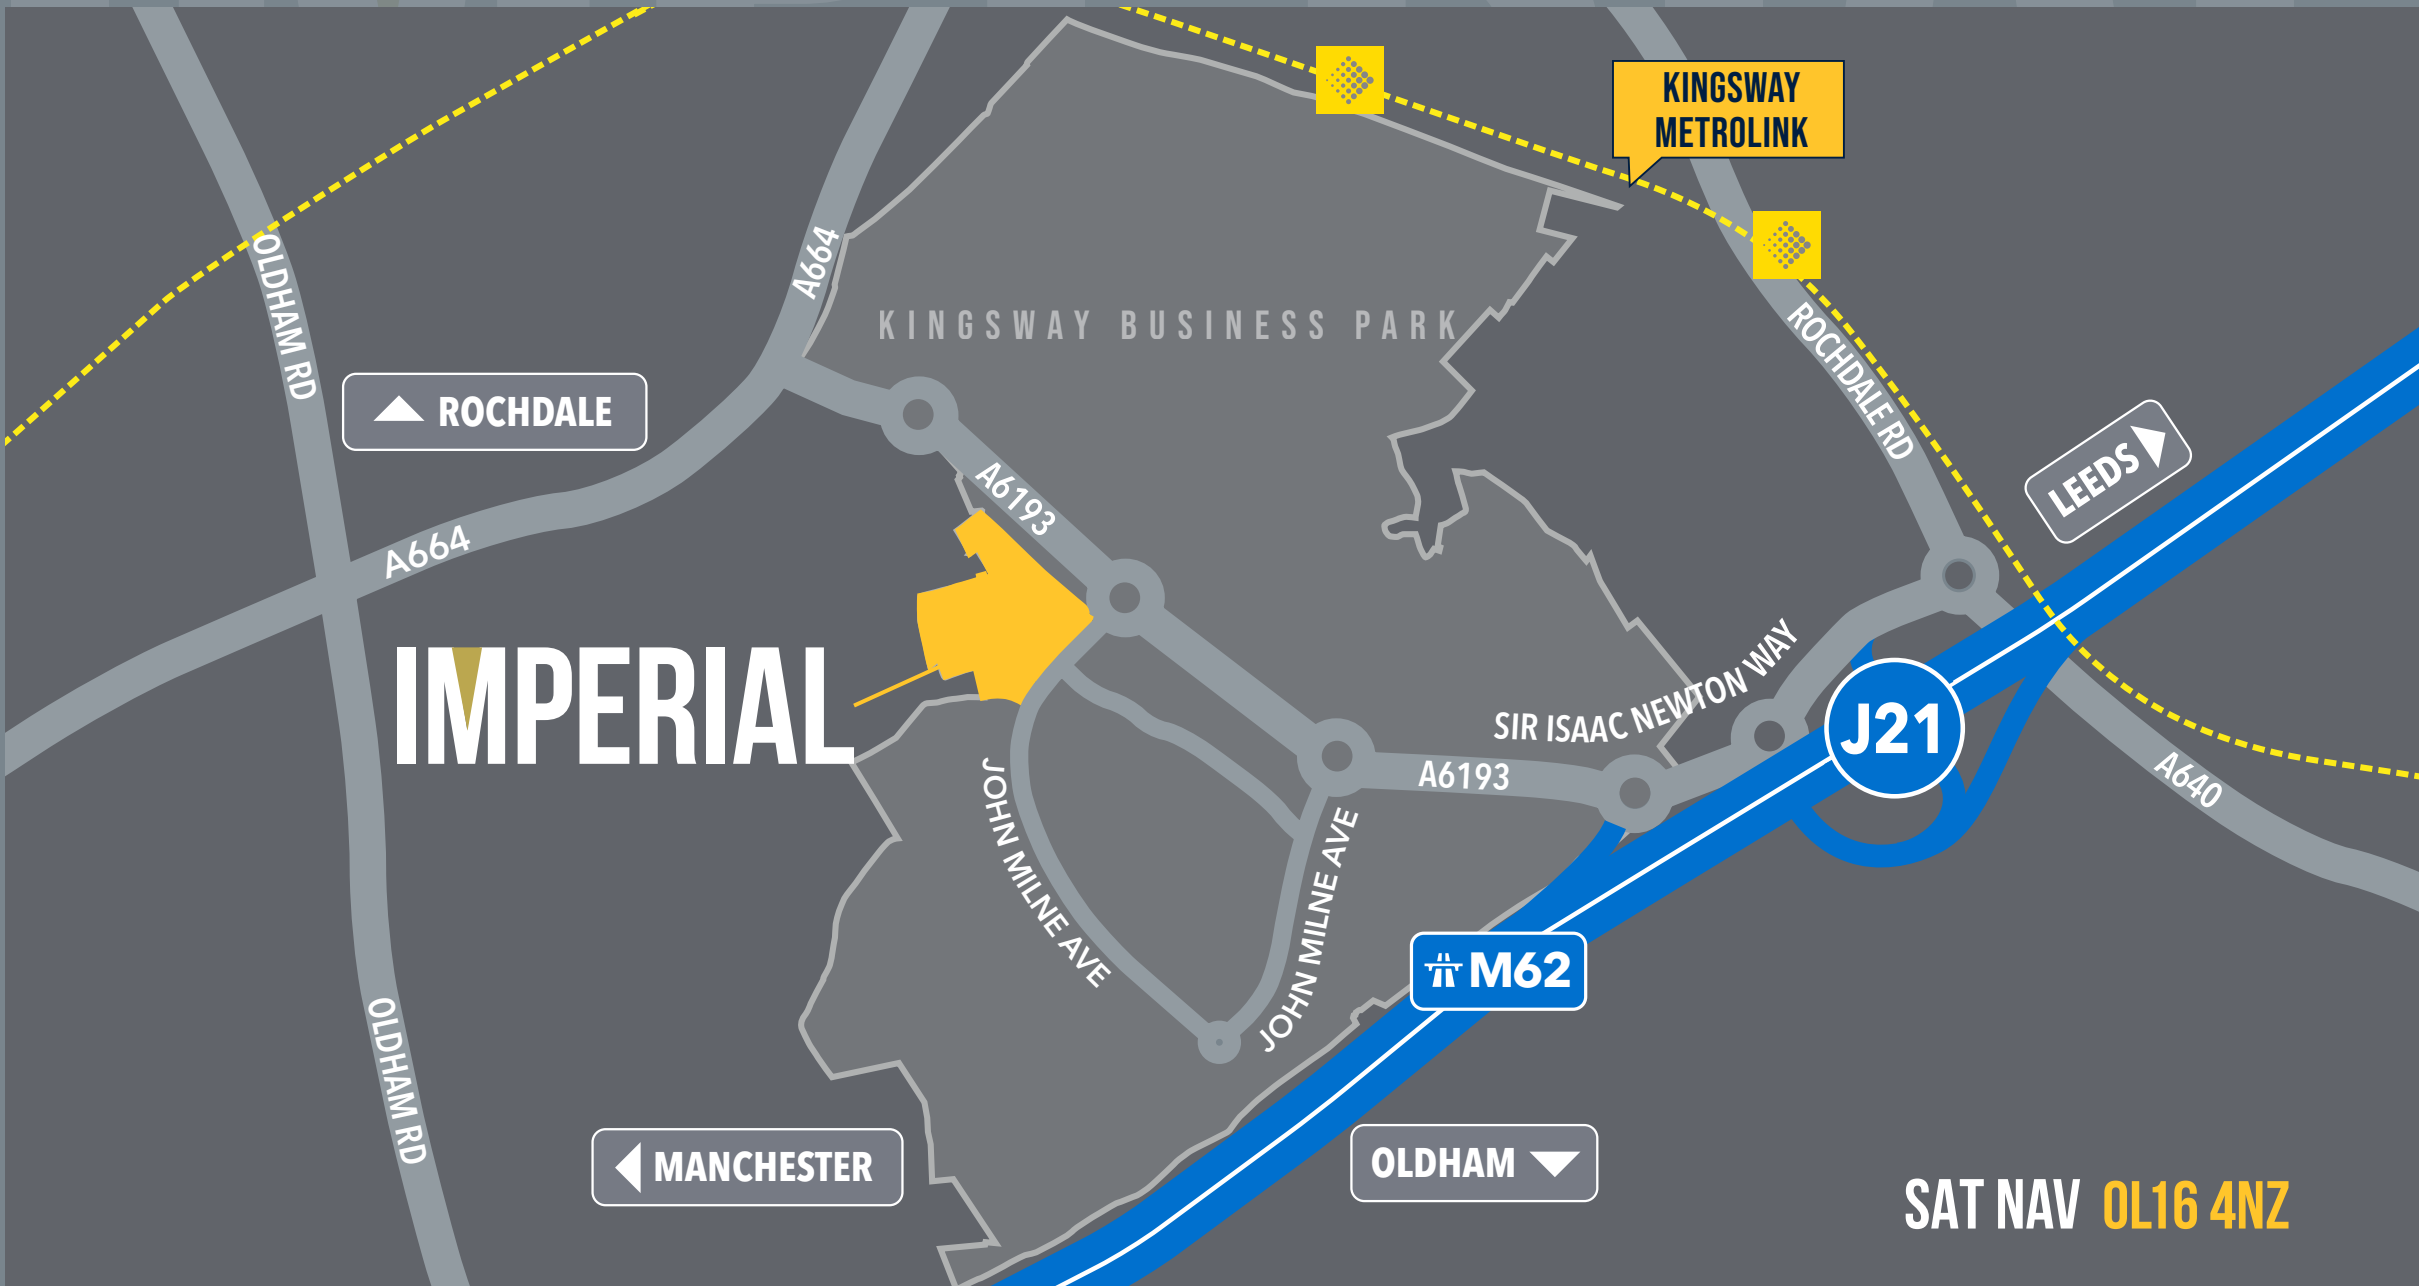 KINGSWAY
METROLINK
OLDHAM RD
A664
KINGSWAY BUSINESS PARK
ROCHDALE RD
ROCHDALE
LEEDS
A6193
A664
IMPERIAL
SIR ISAAC NEWTON WAY
J21
A6193
A640
JOHN MILNE AVE
JOHN MILNE AVE
M62
OLDHAM RD
MANCHESTER
OLDHAM
SAT NAV OL16 4NZ